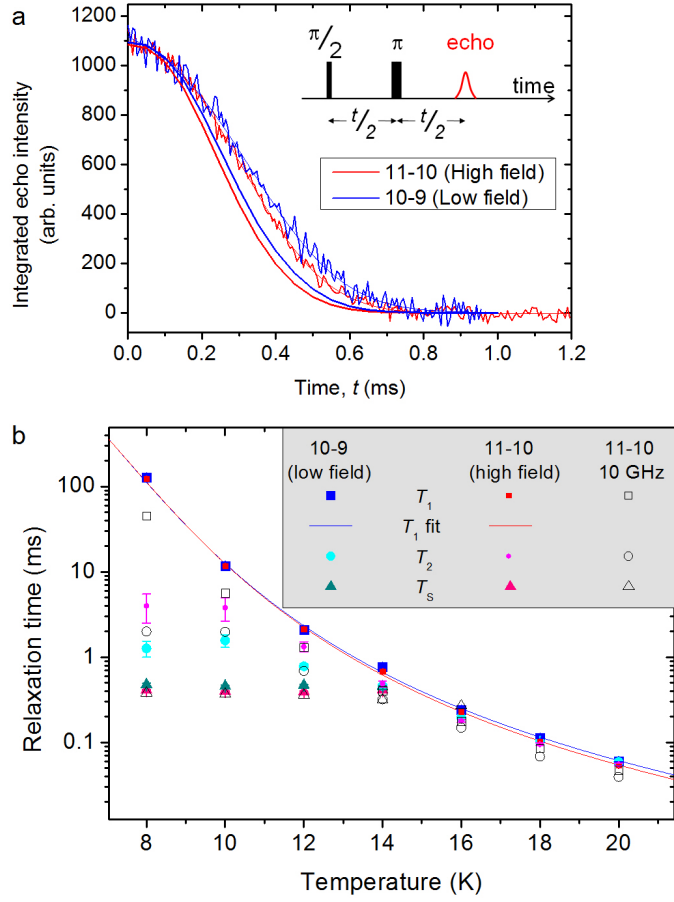 a
Integrated echo intensity
(arb. units)
1200
1000
800
600
400
200
0
0.0 0.2 0.4 0.6 0.8 1.0 1.2
Time, t (ms)
π/2 π echo
time
t/2 t/2
11-10 (High field)
10-9 (Low field)
b
Relaxation time (ms)
100
10
1
0.1
8 10 12 14 16 18 20
Temperature (K)
10-9 11-10 11-10
(low field) (high field) 10 GHz
T1
T1 fit
T2
TS